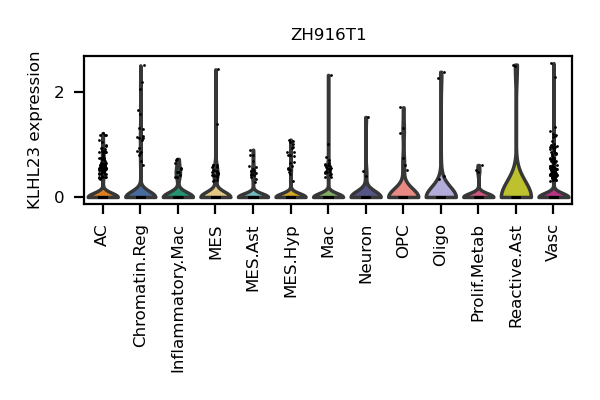 ZH916T1
KLHL23 expression
2
0
AC
Chromatin.Reg
Inflammatory.Mac
MES
MES.Ast
MES.Hyp
Mac
Neuron
OPC
Oligo
Prolif.Metab
Reactive.Ast
Vasc